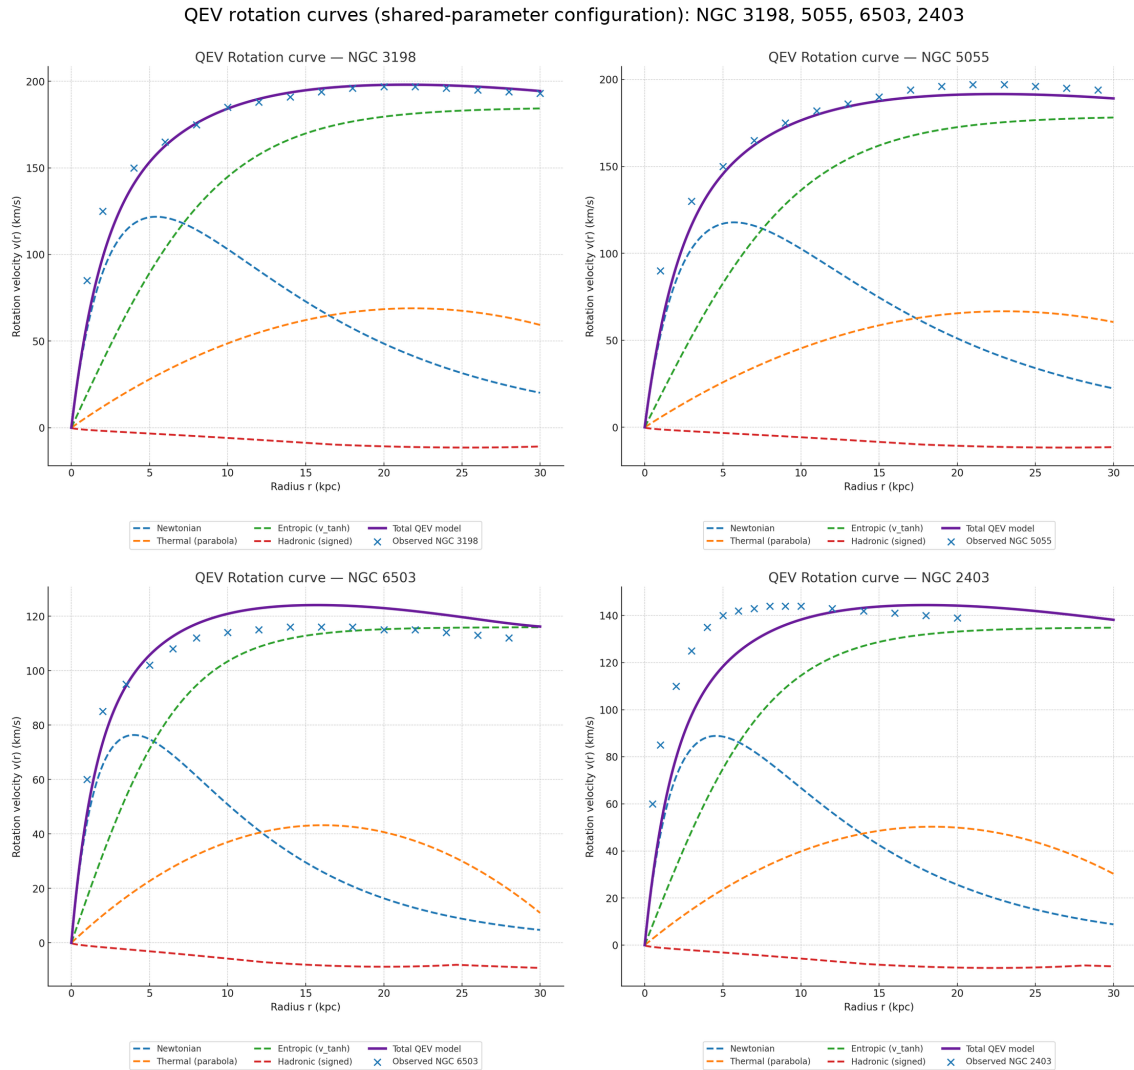 QEV rotation curves (shared-parameter configuration): NGC 3198, 5055, 6503, 2403
QEV Rotation curve — NGC 3198
200
150
100
50
0
Rotation velocity v(r) (km/s)
0 5 10 15 20 25 30
Radius r (kpc)
Newtonian Entropic (v_tanh) Total QEV model
Thermal (parabola) Hadronic (signed) Observed NGC 3198
QEV Rotation curve — NGC 5055
200
150
100
50
0
Rotation velocity v(r) (km/s)
0 5 10 15 20 25 30
Radius r (kpc)
Newtonian Entropic (v_tanh) Total QEV model
Thermal (parabola) Hadronic (signed) Observed NGC 5055
QEV Rotation curve — NGC 6503
120
100
80
60
40
20
0
Rotation velocity v(r) (km/s)
0 5 10 15 20 25 30
Radius r (kpc)
Newtonian Entropic (v_tanh) Total QEV model
Thermal (parabola) Hadronic (signed) Observed NGC 6503
QEV Rotation curve — NGC 2403
140
120
100
80
60
40
20
0
Rotation velocity v(r) (km/s)
0 5 10 15 20 25 30
Radius r (kpc)
Newtonian Entropic (v_tanh) Total QEV model
Thermal (parabola) Hadronic (signed) Observed NGC 2403